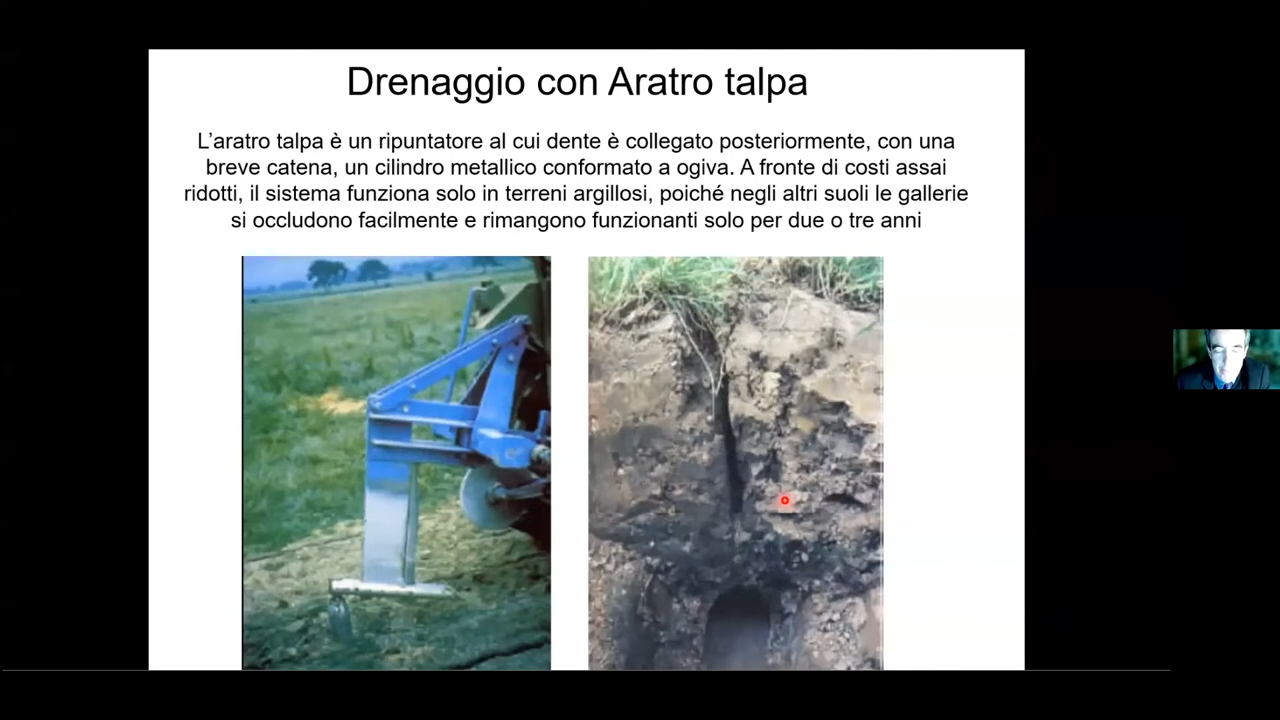 Drenaggio con Aratro talpa
L’aratro talpa è un ripuntatore al cui dente è collegato posteriormente, con una
breve catena, un cilindro metallico conformato a ogiva. A fronte di costi assai
ridotti, il sistema funziona solo in terreni argillosi, poiché negli altri suoli le gallerie
si occludono facilmente e rimangono funzionanti solo per due o tre anni